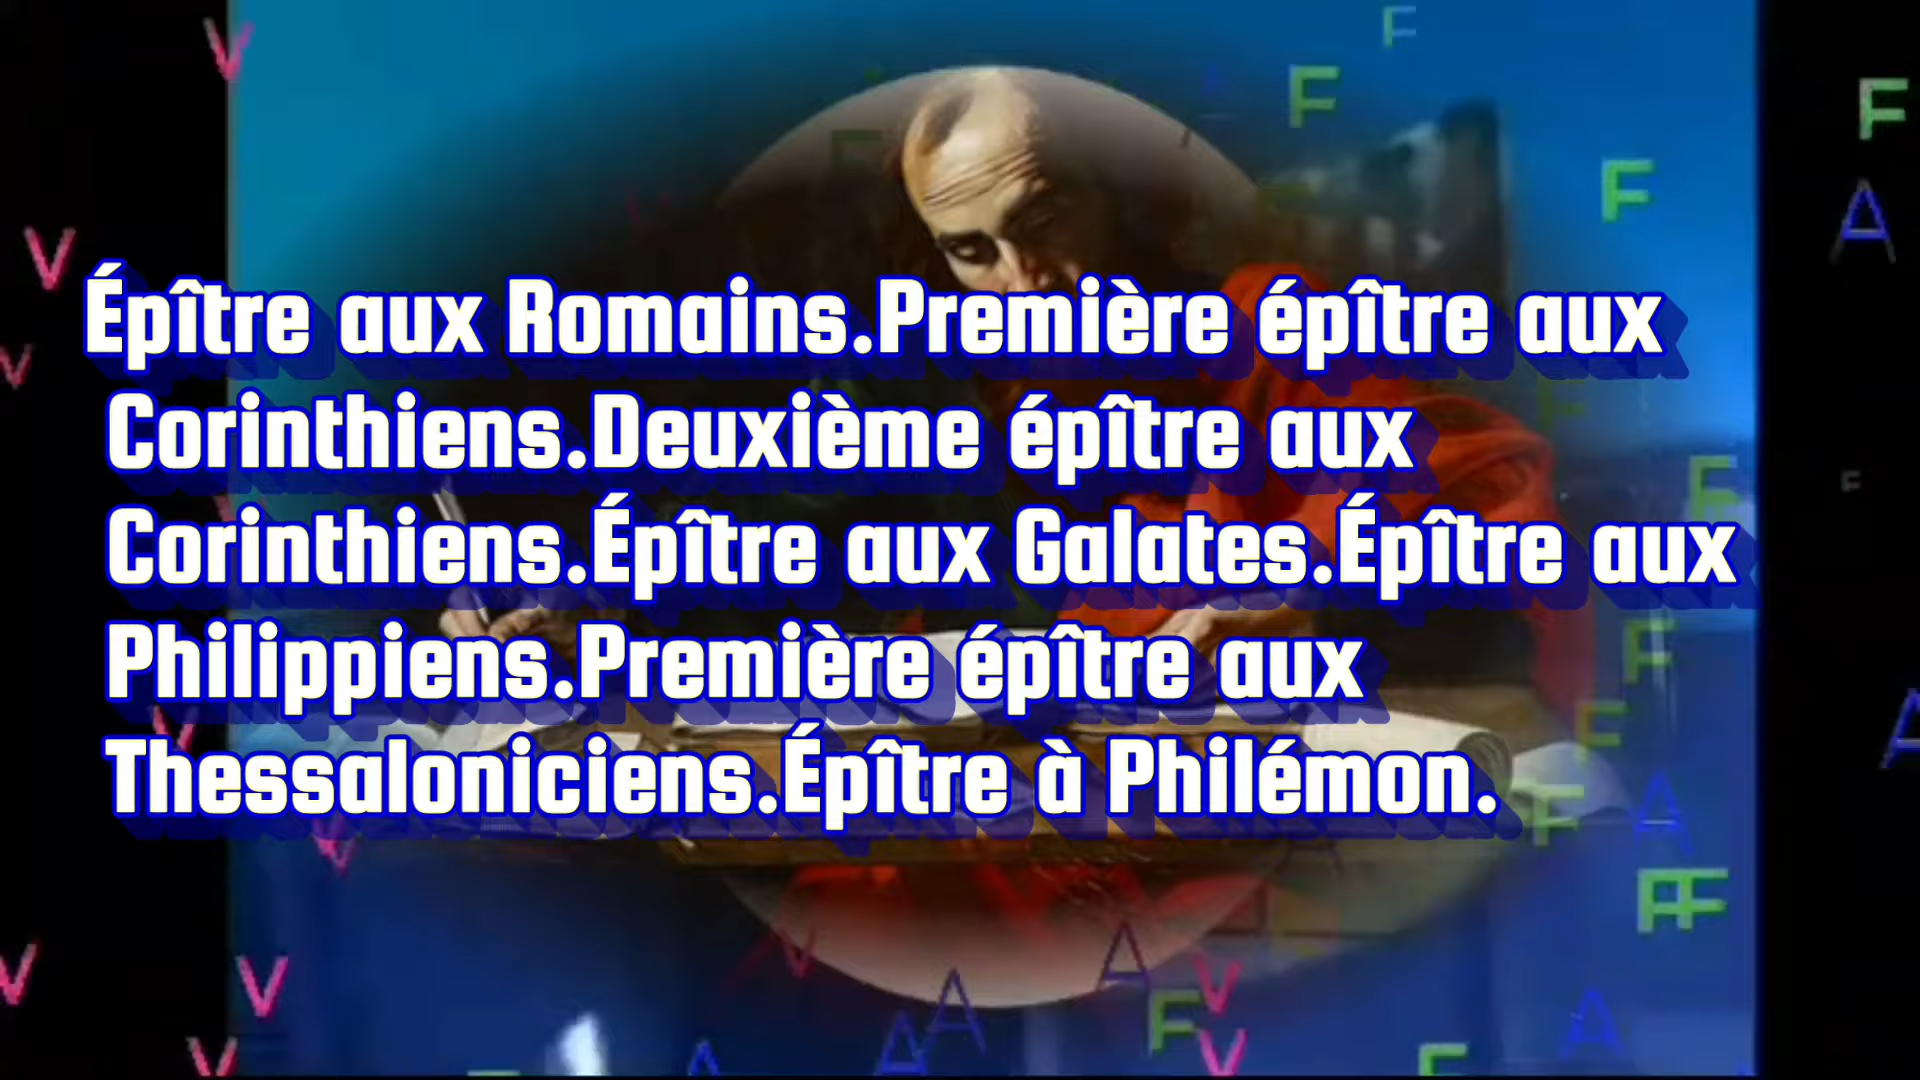 Épître aux Romains.Première épître aux
Corinthiens.Deuxième épître aux
Corinthiens.Épître aux Galates.Épître aux
Philippiens.Première épître aux
Thessaloniciens.Épître à Philémon.